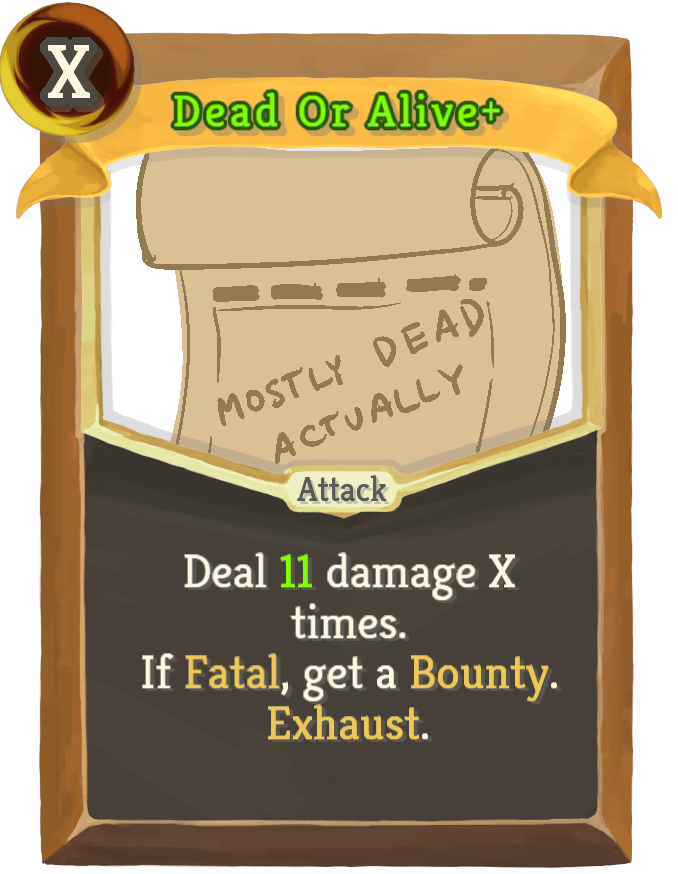 X
Dead Or Alive+
MOSTLY DEAD
ACTUALLY
Attack
Deal 11 damage X
times.
If Fatal, get a Bounty.
Exhaust.